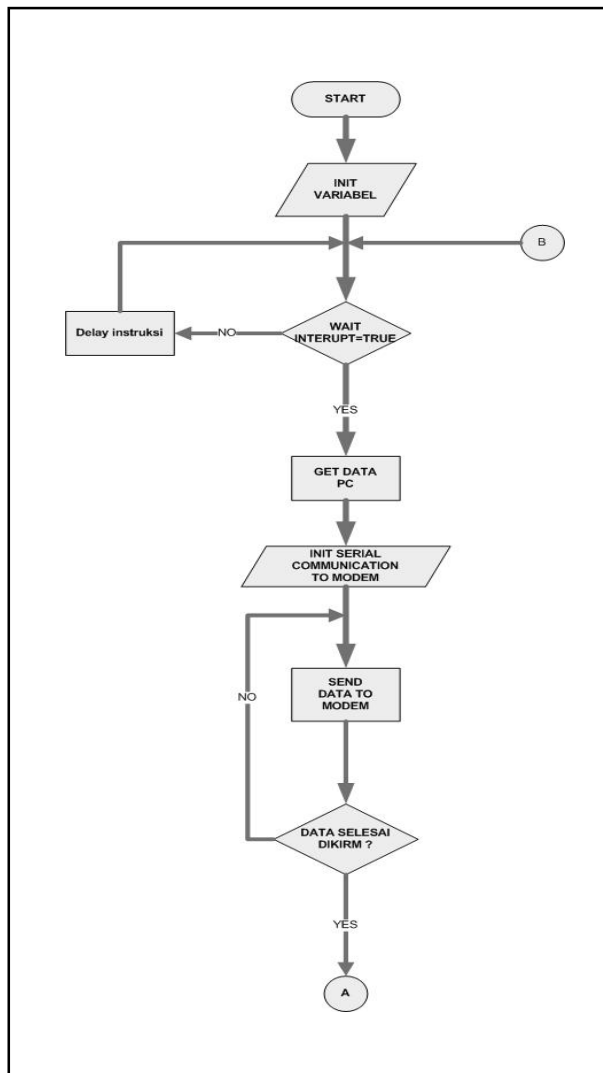 START
INIT
VARIABEL
B
WAIT
INTERUPT=TRUE
NO
Delay instruksi
YES
GET DATA
PC
INIT SERIAL
COMMUNICATION
TO MODEM
SEND
DATA TO
MODEM
NO
DATA SELESAI
DIKIRM ?
YES
A